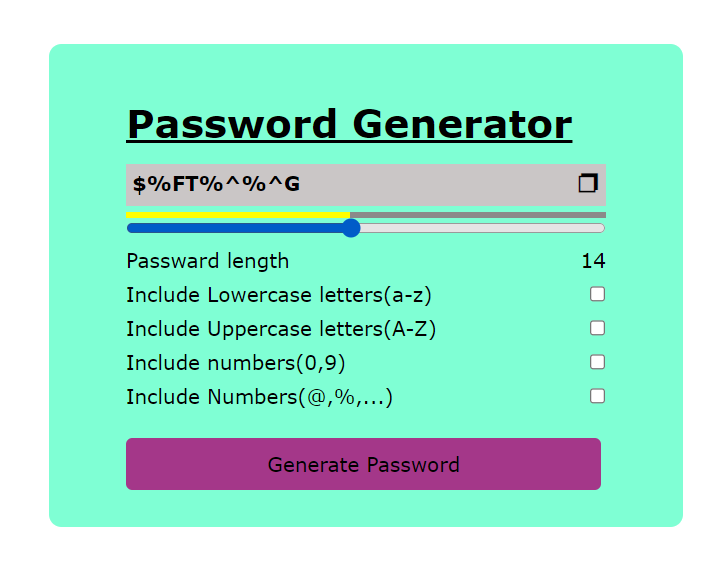 Password Generator
$%FT%^%^G
Passward length 14
Include Lowercase letters(a-z)
Include Uppercase letters(A-Z)
Include numbers(0,9)
Include Numbers(@,%,...)
Generate Password